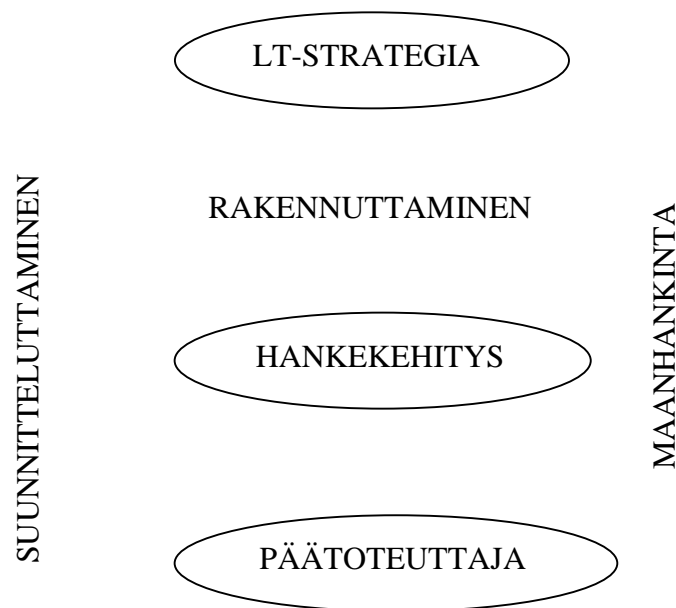 LT-STRATEGIA
SUUNNITTELUTTAMINEN
RAKENNUTTAMINEN
MAANHANKINTA
HANKEKEHITYS
PÄÄTOTEUTTAJA